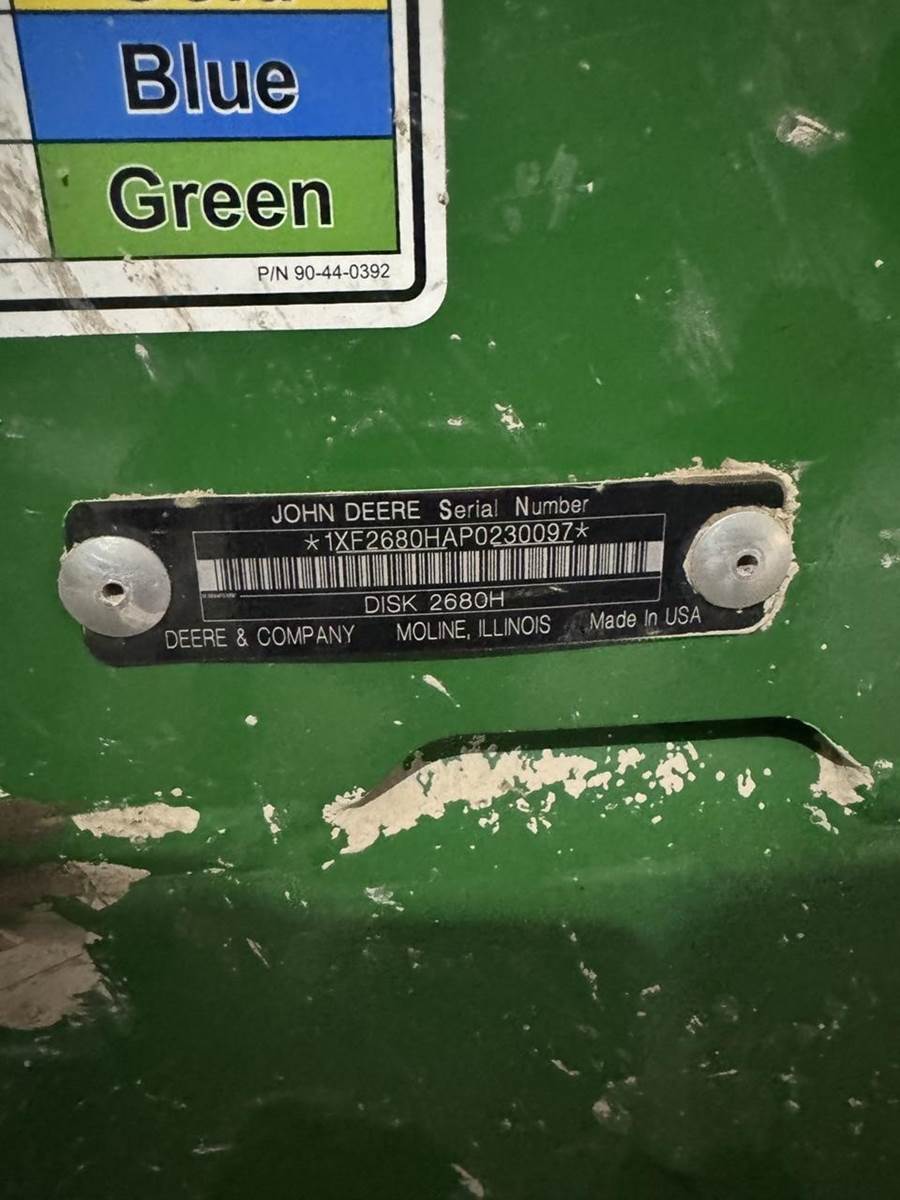 Blue
Green
P/N 90-44-0392
JOHN DEERE Serial Number
*1XF2680HAP0230097*
DISK 2680H
DEERE & COMPANY MOLINE, ILLINOIS Made In USA